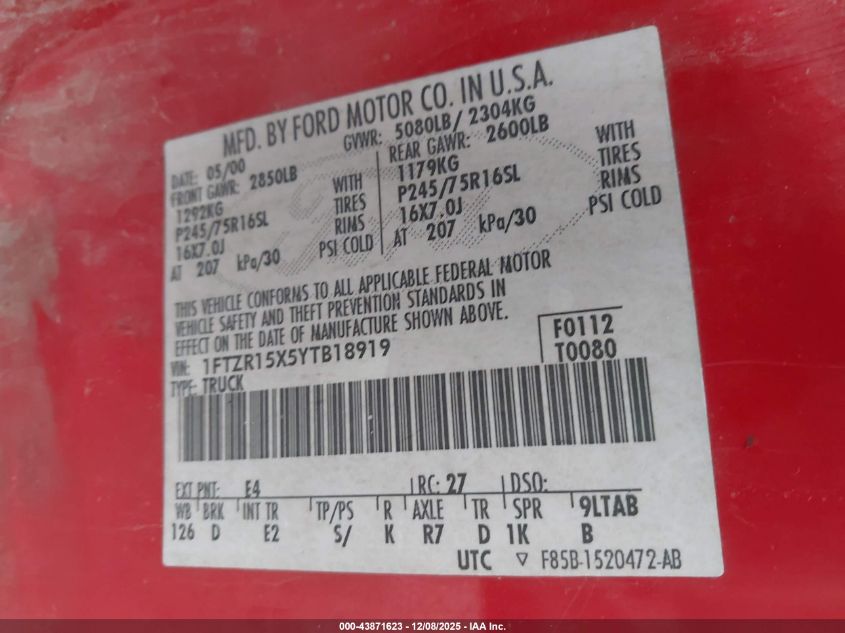 MFD. BY FORD MOTOR CO. IN U.S.A.
DATE: 05/00 GVWR: 5080LB/ 2304KG
FRONT GAWR: 2850LB REAR GAWR: 2600LB
1292KG WITH 1179KG WITH
P245/75R16SL TIRES P245/75R16SL TIRES
16X7.0J RIMS 16X7.0J RIMS
AT 207 kPa/30 PSI COLD AT 207 kPa/30 PSI COLD
THIS VEHICLE CONFORMS TO ALL APPLICABLE FEDERAL MOTOR
VEHICLE SAFETY AND THEFT PREVENTION STANDARDS IN
EFFECT ON THE DATE OF MANUFACTURE SHOWN ABOVE.
VIN: 1FTZR15X5YTB18919 F0112
TYPE: TRUCK T0080
EXT PNT: E4 RC: 27 DSO:
WB BRK INT TR TP/PS R AXLE TR SPR 9LTAB
126 D E2 S/ K R7 D 1K B
UTC ▽ F85B-1520472-AB
000-43871623 - 12/08/2025 - IAA Inc.